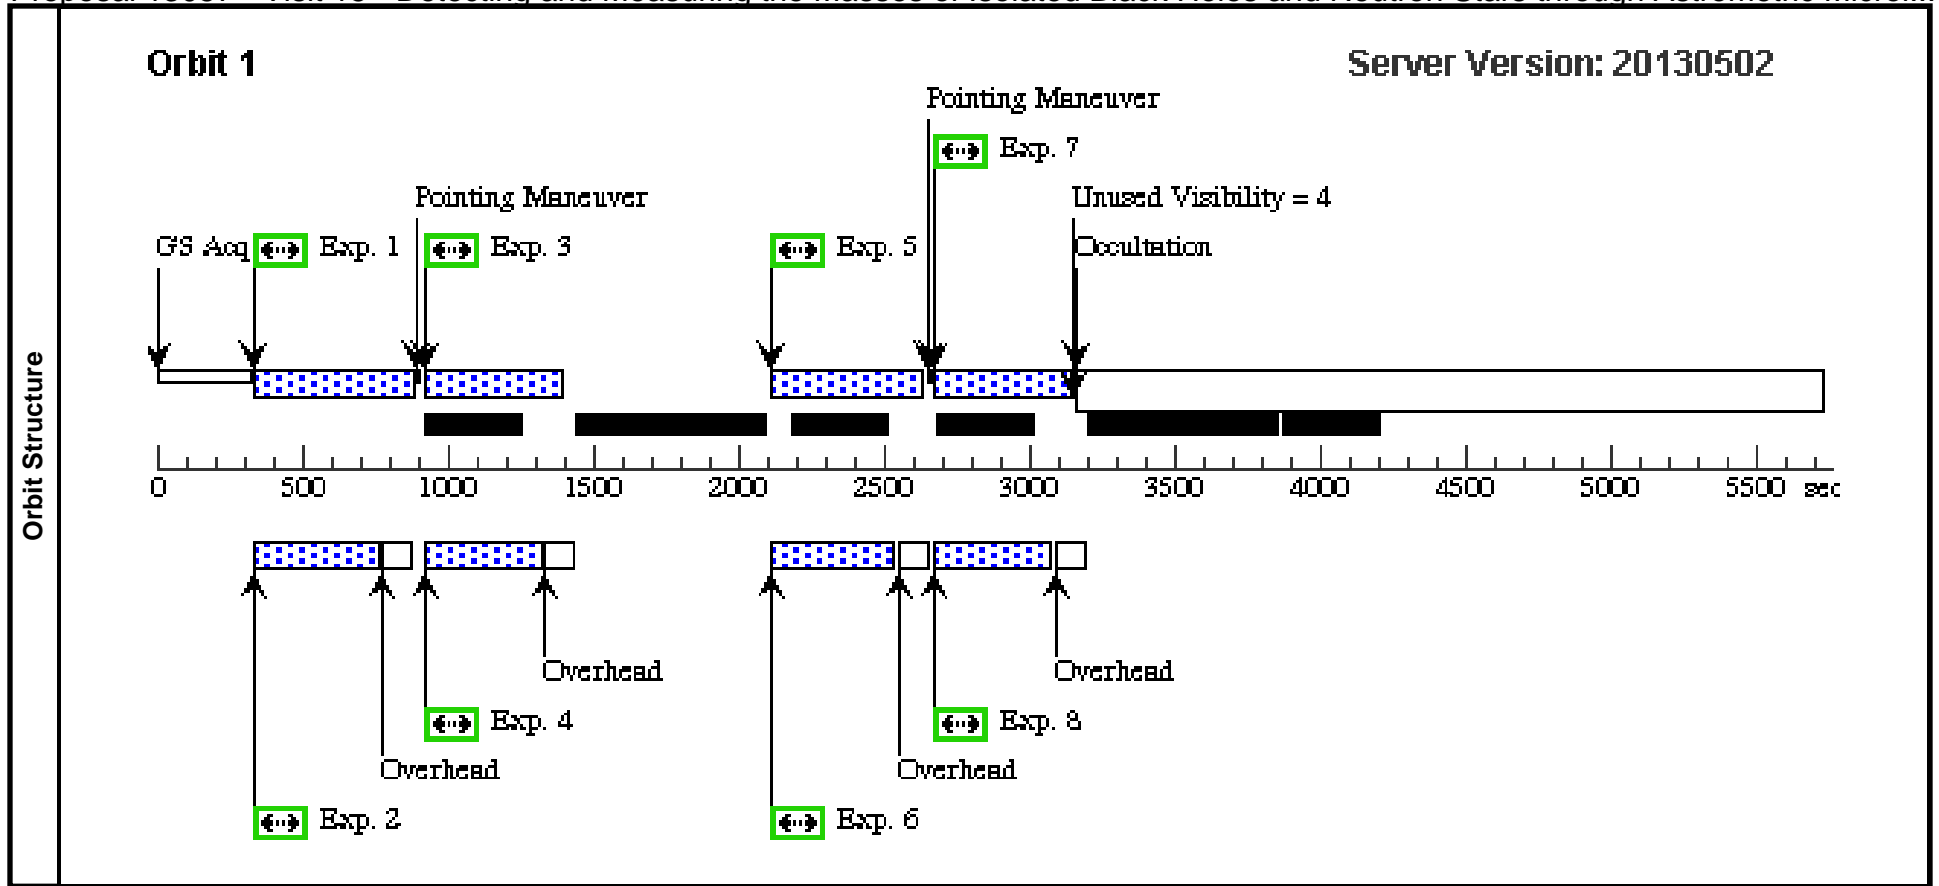 Orbit 1
Server Version: 20130502
Pointing Maneuver
Exp. 7
Pointing Maneuver
Unused Visibility = 4
GS Acq
Exp. 1
Exp. 3
Exp. 5
Occultation
Orbit Structure
0 500 1000 1500 2000 2500 3000 3500 4000 4500 5000 5500 sec
Overhead
Overhead
Exp. 4
Exp. 8
Overhead
Overhead
Exp. 2
Exp. 6